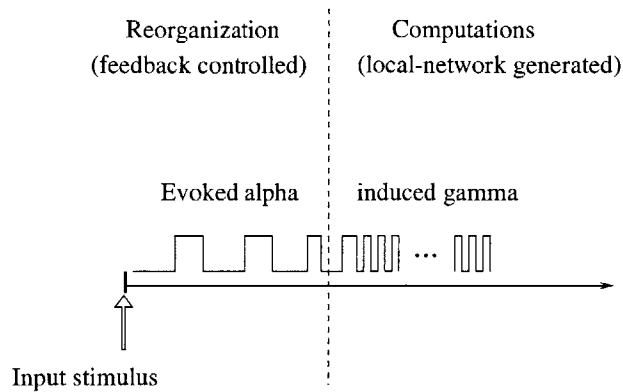 Reorganization
(feedback controlled)
Computations
(local-network generated)
Evoked alpha
induced gamma
...
Input stimulus